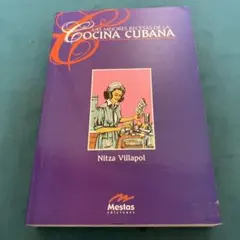 LAS MEJORES RECETAS DE LA
COCINA CUBANA
Nitza Villapol
Mestas
ediciones